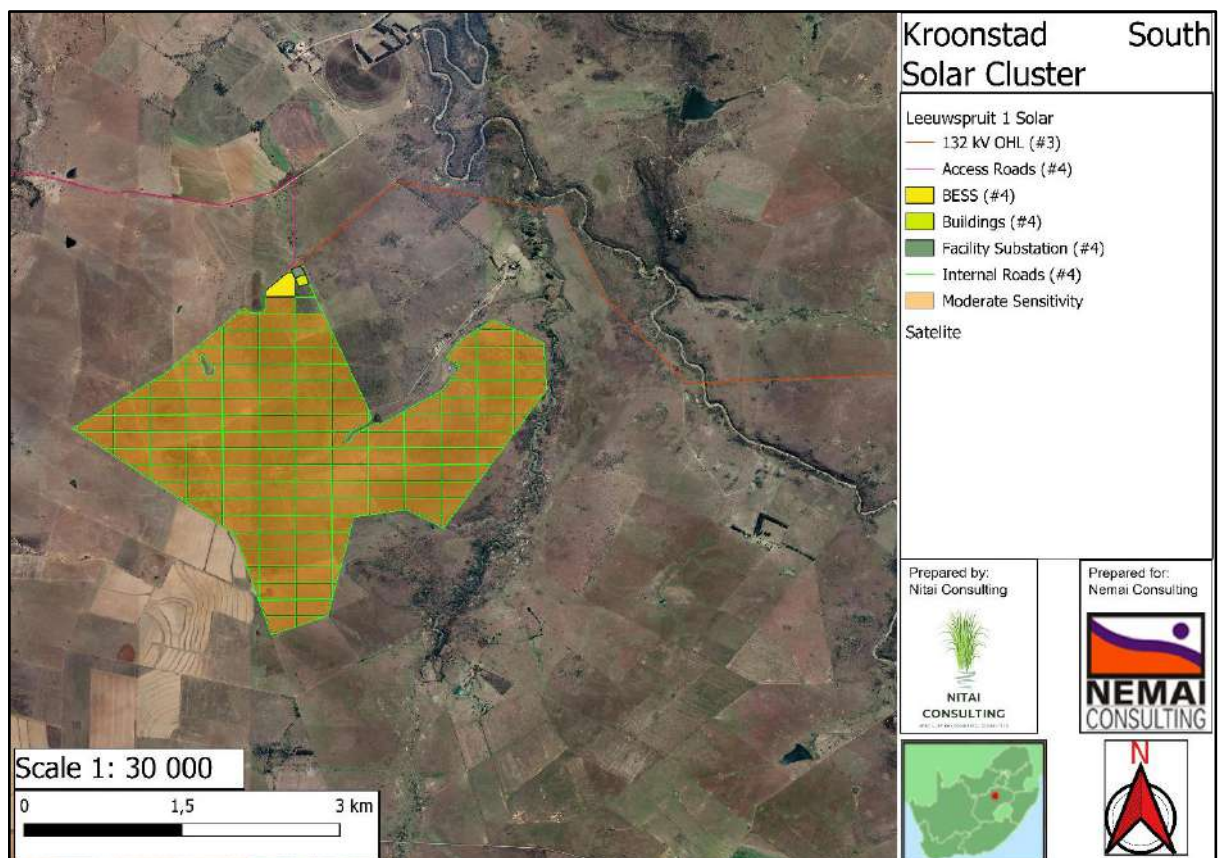 Kroonstad South
Solar Cluster
Leeuwspruit 1 Solar
132 kV OHL (#3)
Access Roads (#4)
BESS (#4)
Buildings (#4)
Facility Substation (#4)
Internal Roads (#4)
Moderate Sensitivity
Satelite
Prepared by:
Nitai Consulting
NITAI
CONSULTING
Prepared for:
Nemai Consulting
NEMAI
CONSULTING
N
Scale 1: 30 000
0 1,5 3 km